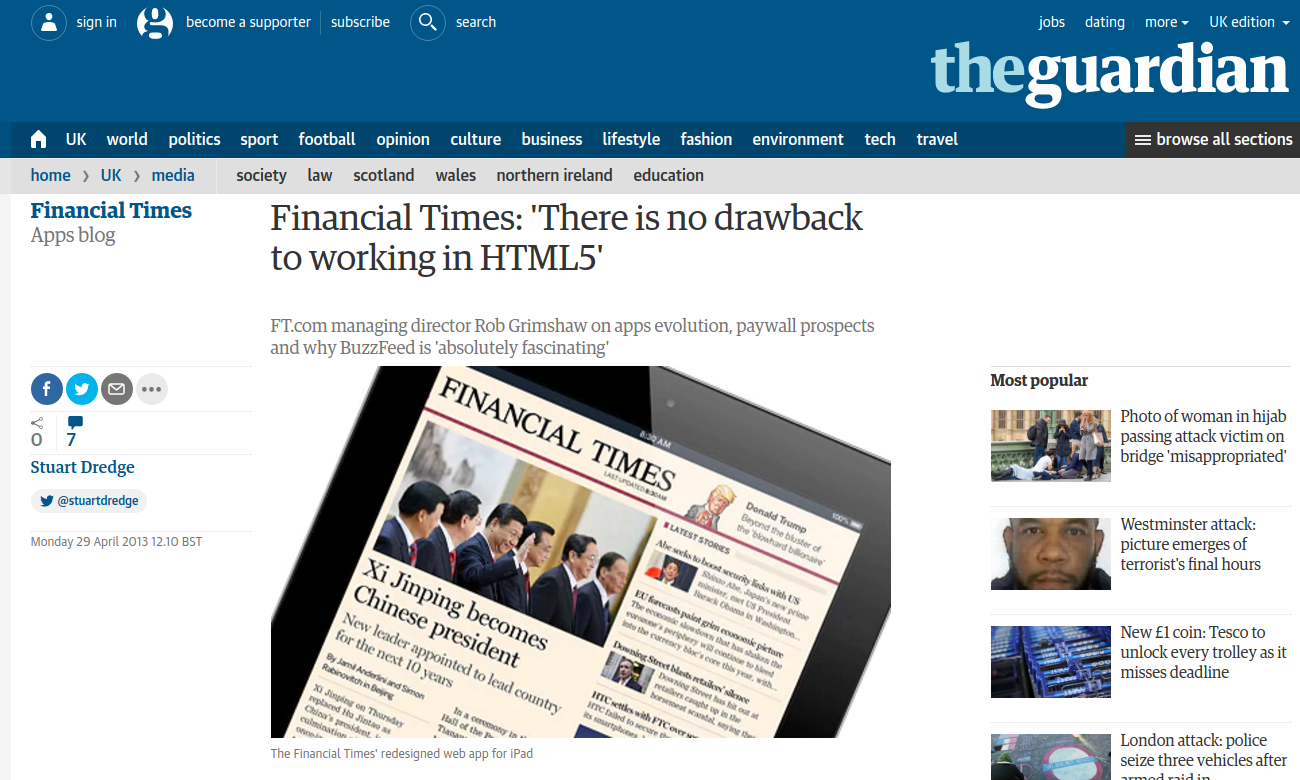 sign in
become a supporter
subscribe
search
jobs
dating
more
UK edition
theguardian
UK
world
politics
sport
football
opinion
culture
business
lifestyle
fashion
environment
tech
travel
browse all sections
home
UK
media
society
law
scotland
wales
northern ireland
education
Financial Times
Apps blog
Financial Times: 'There is no drawback
to working in HTML5'
FT.com managing director Rob Grimshaw on apps evolution, paywall prospects
and why BuzzFeed is 'absolutely fascinating'
0
7
Stuart Dredge
@stuartdredge
Monday 29 April 2013 12.10 BST
8:30 AM
100%
FINANCIAL TIMES
LAST UPDATED 8:30AM
Donald Trump
Beyond the bluster of
the 'blowhard billionaire'
LATEST STORIES
Abe seeks to boost security links with US
Shinzo Abe, Japan's new prime
minister, met US President
Barack Obama in Washington...
EU forecasts paint grim economic picture
The economic slowdown that has shaken the
eurozone's periphery will continue to bleed
into the currency bloc's core this year, with...
Downing Street blasts retailers' silence
Downing Street has hit out at
retailers caught up in the
horsemeat scandal, saying they
HTC settles with FTC over
HTC failed to secure the
its smartphones,
Xi Jinping becomes
Chinese president
New leader appointed to lead country
for the next 10 years
By Jamil Anderlini and Simon
Rabinovitch in Beijing
Xi Jinping on Thursday
replaced Hu Jintao as
China's president,
In a ceremony in
Hall of the
The Financial Times' redesigned web app for iPad
Most popular
Photo of woman in hijab
passing attack victim on
bridge 'misappropriated'
Westminster attack:
picture emerges of
terrorist's final hours
New £1 coin: Tesco to
unlock every trolley as it
misses deadline
London attack: police
seize three vehicles after
armed raid in